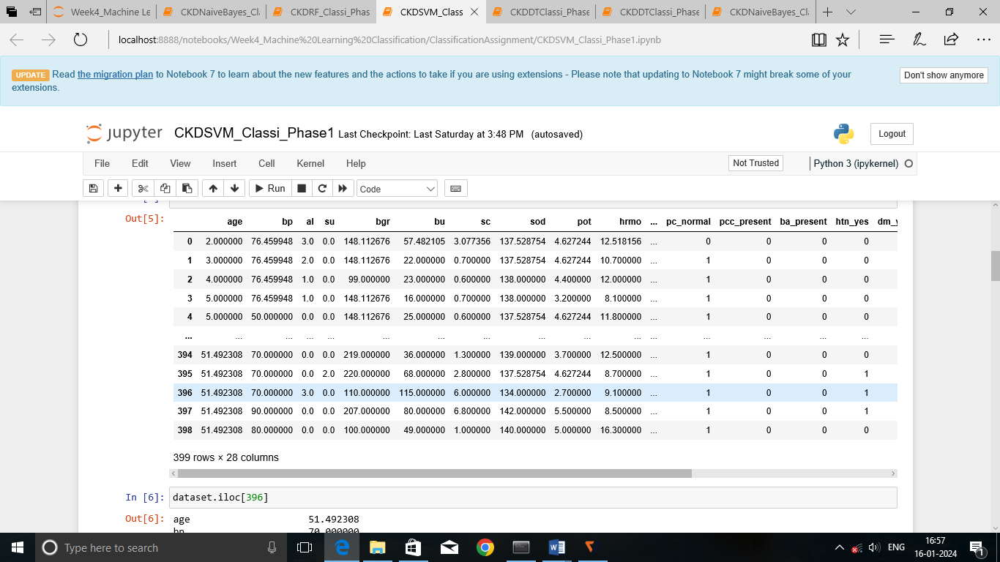 Week4_Machine Le CKDNaiveBayes_Cl CKDRF_Classi_Phas CKDSVM_Class CKDDTClassi_Phase CKDDTClassi_Phase CKDNaiveBayes_Cl
localhost:8888/notebooks/Week4_Machine%20Learning%20Classification/ClassificationAssignment/CKDSVM_Classi_Phase1.ipynb
UPDATE Read the migration plan to Notebook 7 to learn about the new features and the actions to take if you are using extensions - Please note that updating to Notebook 7 might break some of your
extensions.
Don't show anymore
jupyter CKDSVM_Classi_Phase1 Last Checkpoint: Last Saturday at 3:48 PM (autosaved)
Logout
File Edit View Insert Cell Kernel Help Not Trusted Python 3 (ipykernel)
Run Code
Out[5]:
age bp al su bgr bu sc sod pot hrmo ... pc_normal pcc_present ba_present htn_yes dm_y
0 2.000000 76.459948 3.0 0.0 148.112676 57.482105 3.077356 137.528754 4.627244 12.518156 ... 0 0 0 0
1 3.000000 76.459948 2.0 0.0 148.112676 22.000000 0.700000 137.528754 4.627244 10.700000 ... 1 0 0 0
2 4.000000 76.459948 1.0 0.0 99.000000 23.000000 0.600000 138.000000 4.400000 12.000000 ... 1 0 0 0
3 5.000000 76.459948 1.0 0.0 148.112676 16.000000 0.700000 138.000000 3.200000 8.100000 ... 1 0 0 0
4 5.000000 50.000000 0.0 0.0 148.112676 25.000000 0.600000 137.528754 4.627244 11.800000 ... 1 0 0 0
... ... ... ... ... ... ... ... ... ... ... ... ... ... ... ...
394 51.492308 70.000000 0.0 0.0 219.000000 36.000000 1.300000 139.000000 3.700000 12.500000 ... 1 0 0 0
395 51.492308 70.000000 0.0 2.0 220.000000 68.000000 2.800000 137.528754 4.627244 8.700000 ... 1 0 0 1
396 51.492308 70.000000 3.0 0.0 110.000000 115.000000 6.000000 134.000000 2.700000 9.100000 ... 1 0 0 1
397 51.492308 90.000000 0.0 0.0 207.000000 80.000000 6.800000 142.000000 5.500000 8.500000 ... 1 0 0 1
398 51.492308 80.000000 0.0 0.0 100.000000 49.000000 1.000000 140.000000 5.000000 16.300000 ... 1 0 0 0
399 rows × 28 columns
In [6]: dataset.iloc[396]
Out[6]: age 51.492308
bp 70.000000
Type here to search
ENG 16:57
16-01-2024
1